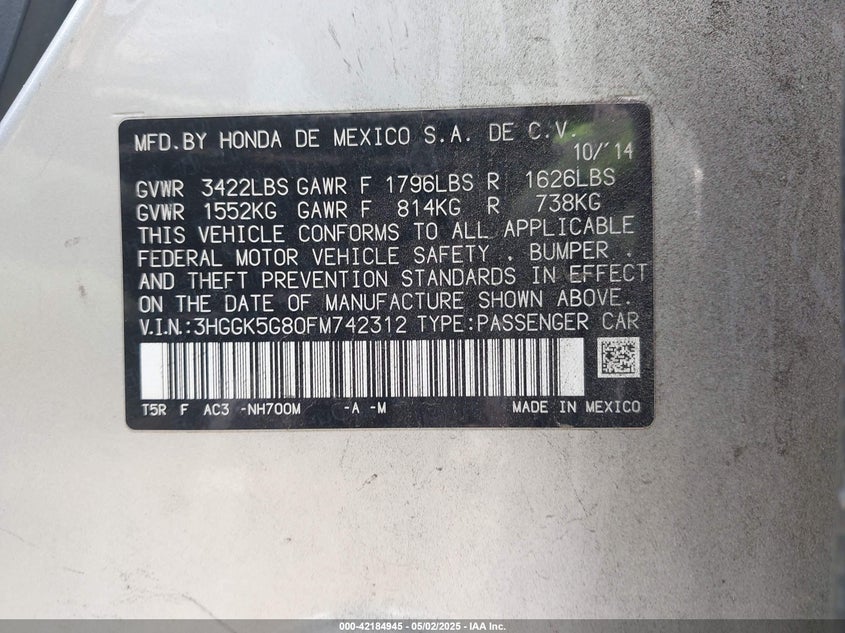 MFD.BY HONDA DE MEXICO S.A. DE C.V.
10/'14
GVWR 3422LBS GAWR F 1796LBS R 1626LBS
GVWR 1552KG GAWR F 814KG R 738KG
THIS VEHICLE CONFORMS TO ALL APPLICABLE
FEDERAL MOTOR VEHICLE SAFETY . BUMPER .
AND THEFT PREVENTION STANDARDS IN EFFECT
ON THE DATE OF MANUFACTURE SHOWN ABOVE.
V.I.N.:3HGGK5G80FM742312 TYPE:PASSENGER CAR
T5R F AC3 -NH700M -A -M MADE IN MEXICO
000-42184945 - 05/02/2025 - IAA Inc.